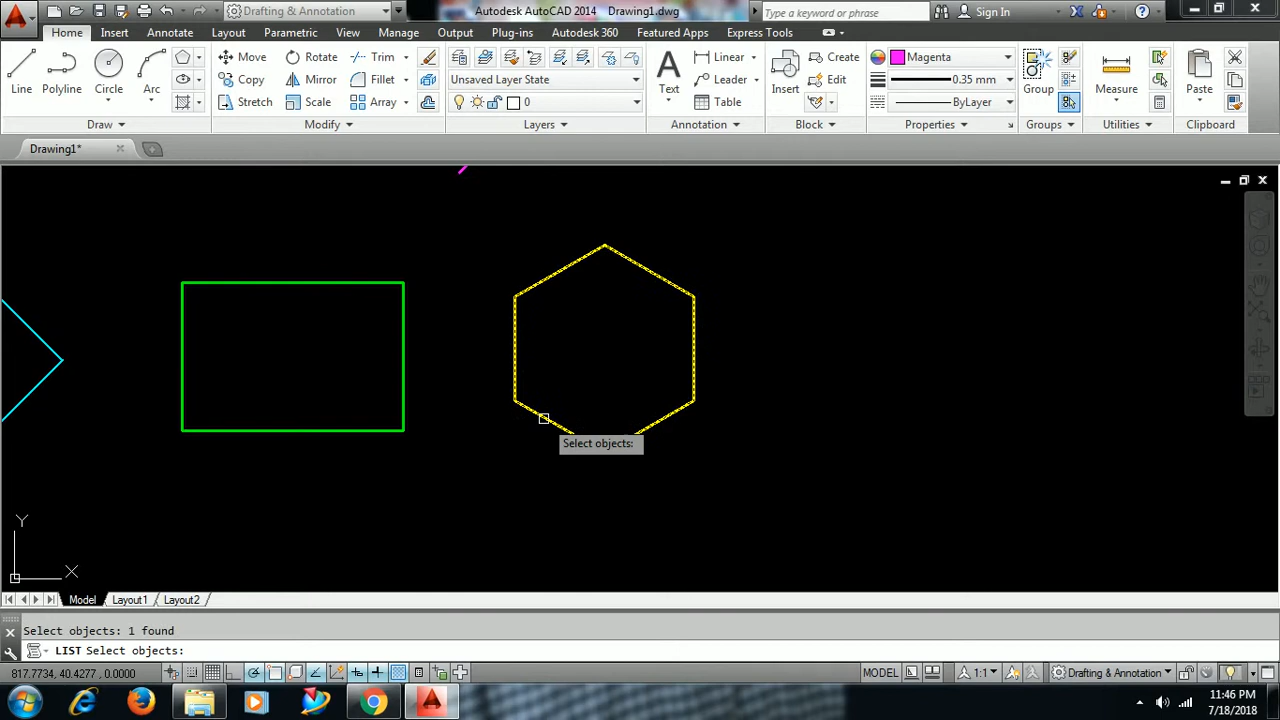 Drafting & Annotation
Autodesk AutoCAD 2014 Drawing1.dwg
Type a keyword or phrase
Sign In
Home Insert Annotate Layout Parametric View Manage Output Plug-ins Autodesk 360 Featured Apps Express Tools
Line Polyline Circle Arc
Move Rotate Trim
Copy Mirror Fillet
Stretch Scale Array
Unsaved Layer State
0
Text
Linear
Leader
Table
Insert
Create
Edit
Magenta
0.35 mm
ByLayer
Group
Measure
Paste
Draw Modify Layers Annotation Block Properties Groups Utilities Clipboard
Drawing1*
Select objects:
Y
X
Model Layout1 Layout2
Select objects: 1 found
LIST Select objects:
817.7734, 40.4277, 0.0000
MODEL
1:1
Drafting & Annotation
11:46 PM
7/18/2018